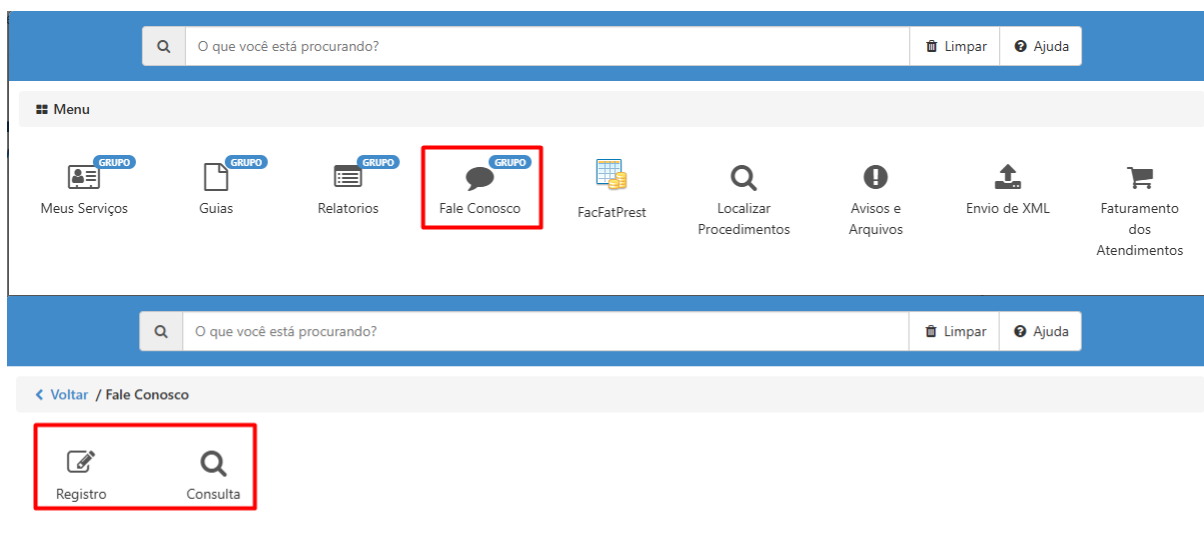 O que você está procurando? Limpar Ajuda
Menu
GRUPO GRUPO GRUPO GRUPO
Meus Serviços Guias Relatorios Fale Conosco FacFatPrest Localizar Avisos e Envio de XML Faturamento
Procedimentos Arquivos dos
Atendimentos
O que você está procurando? Limpar Ajuda
Voltar / Fale Conosco
Registro Consulta